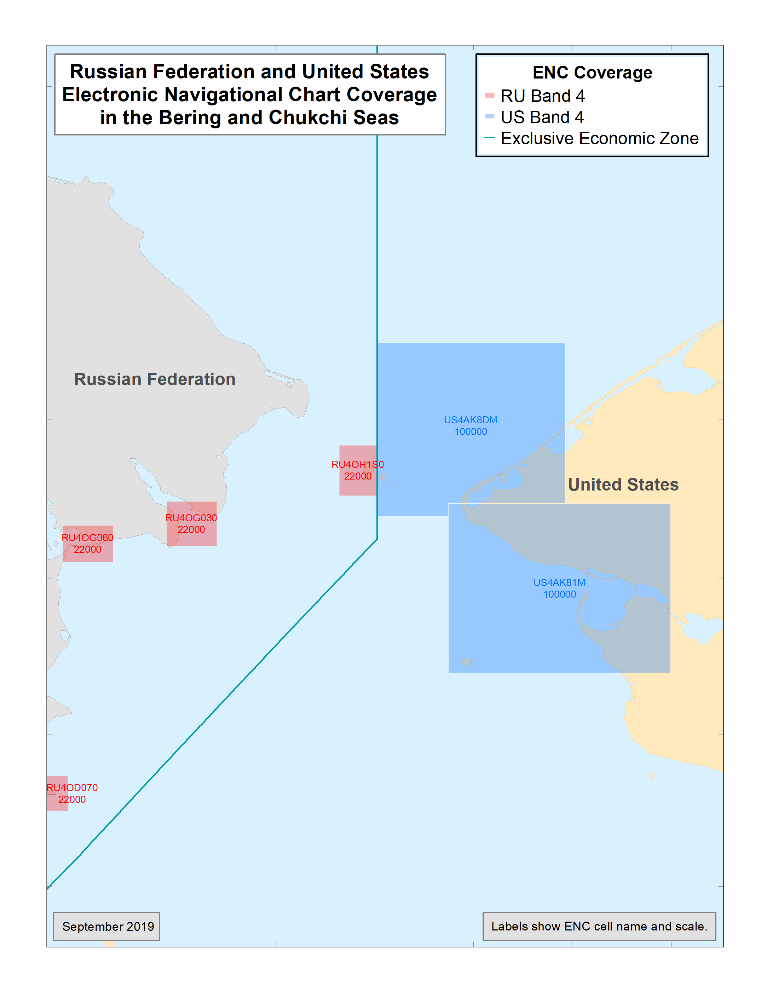 Russian Federation and United States
Electronic Navigational Chart Coverage
in the Bering and Chukchi Seas
ENC Coverage
RU Band 4
US Band 4
Exclusive Economic Zone
Russian Federation
US4AK8DM
100000
RU4OH1S0
22000
United States
RU4OG030
22000
RU4OG060
22000
US4AK81M
100000
RU4OD070
22000
September 2019
Labels show ENC cell name and scale.